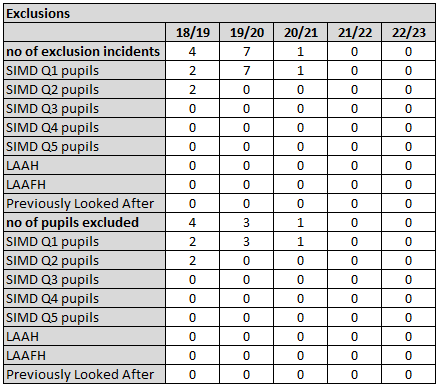 Exclusions
18/19 19/20 20/21 21/22 22/23
no of exclusion incidents 4 7 1 0 0
SIMD Q1 pupils 2 7 1 0 0
SIMD Q2 pupils 2 0 0 0 0
SIMD Q3 pupils 0 0 0 0 0
SIMD Q4 pupils 0 0 0 0 0
SIMD Q5 pupils 0 0 0 0 0
LAAH 0 0 0 0 0
LAAFH 0 0 0 0 0
Previously Looked After 0 0 0 0 0
no of pupils excluded 4 3 1 0 0
SIMD Q1 pupils 2 3 1 0 0
SIMD Q2 pupils 2 0 0 0 0
SIMD Q3 pupils 0 0 0 0 0
SIMD Q4 pupils 0 0 0 0 0
SIMD Q5 pupils 0 0 0 0 0
LAAH 0 0 0 0 0
LAAFH 0 0 0 0 0
Previously Looked After 0 0 0 0 0